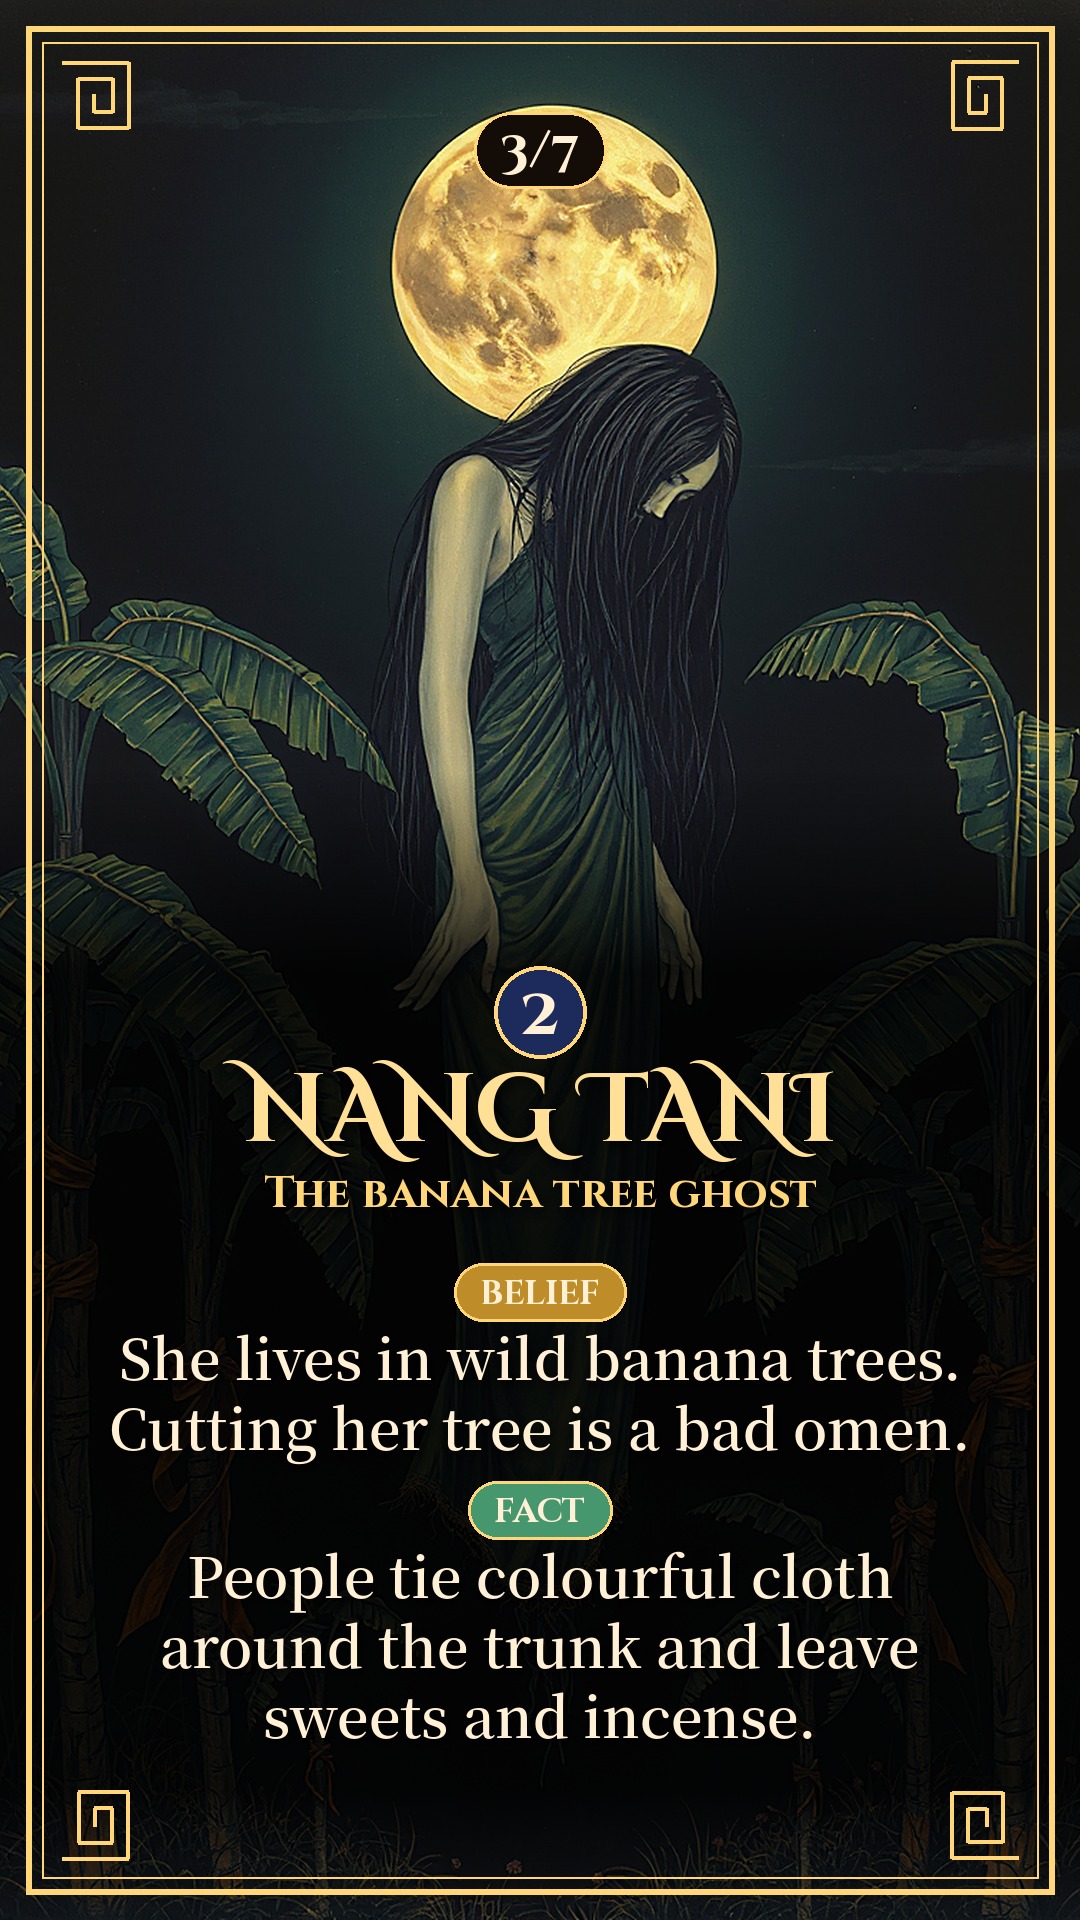 3/7
2
NANG TANI
THE BANANA TREE GHOST
BELIEF
She lives in wild banana trees.
Cutting her tree is a bad omen.
FACT
People tie colourful cloth
around the trunk and leave
sweets and incense.